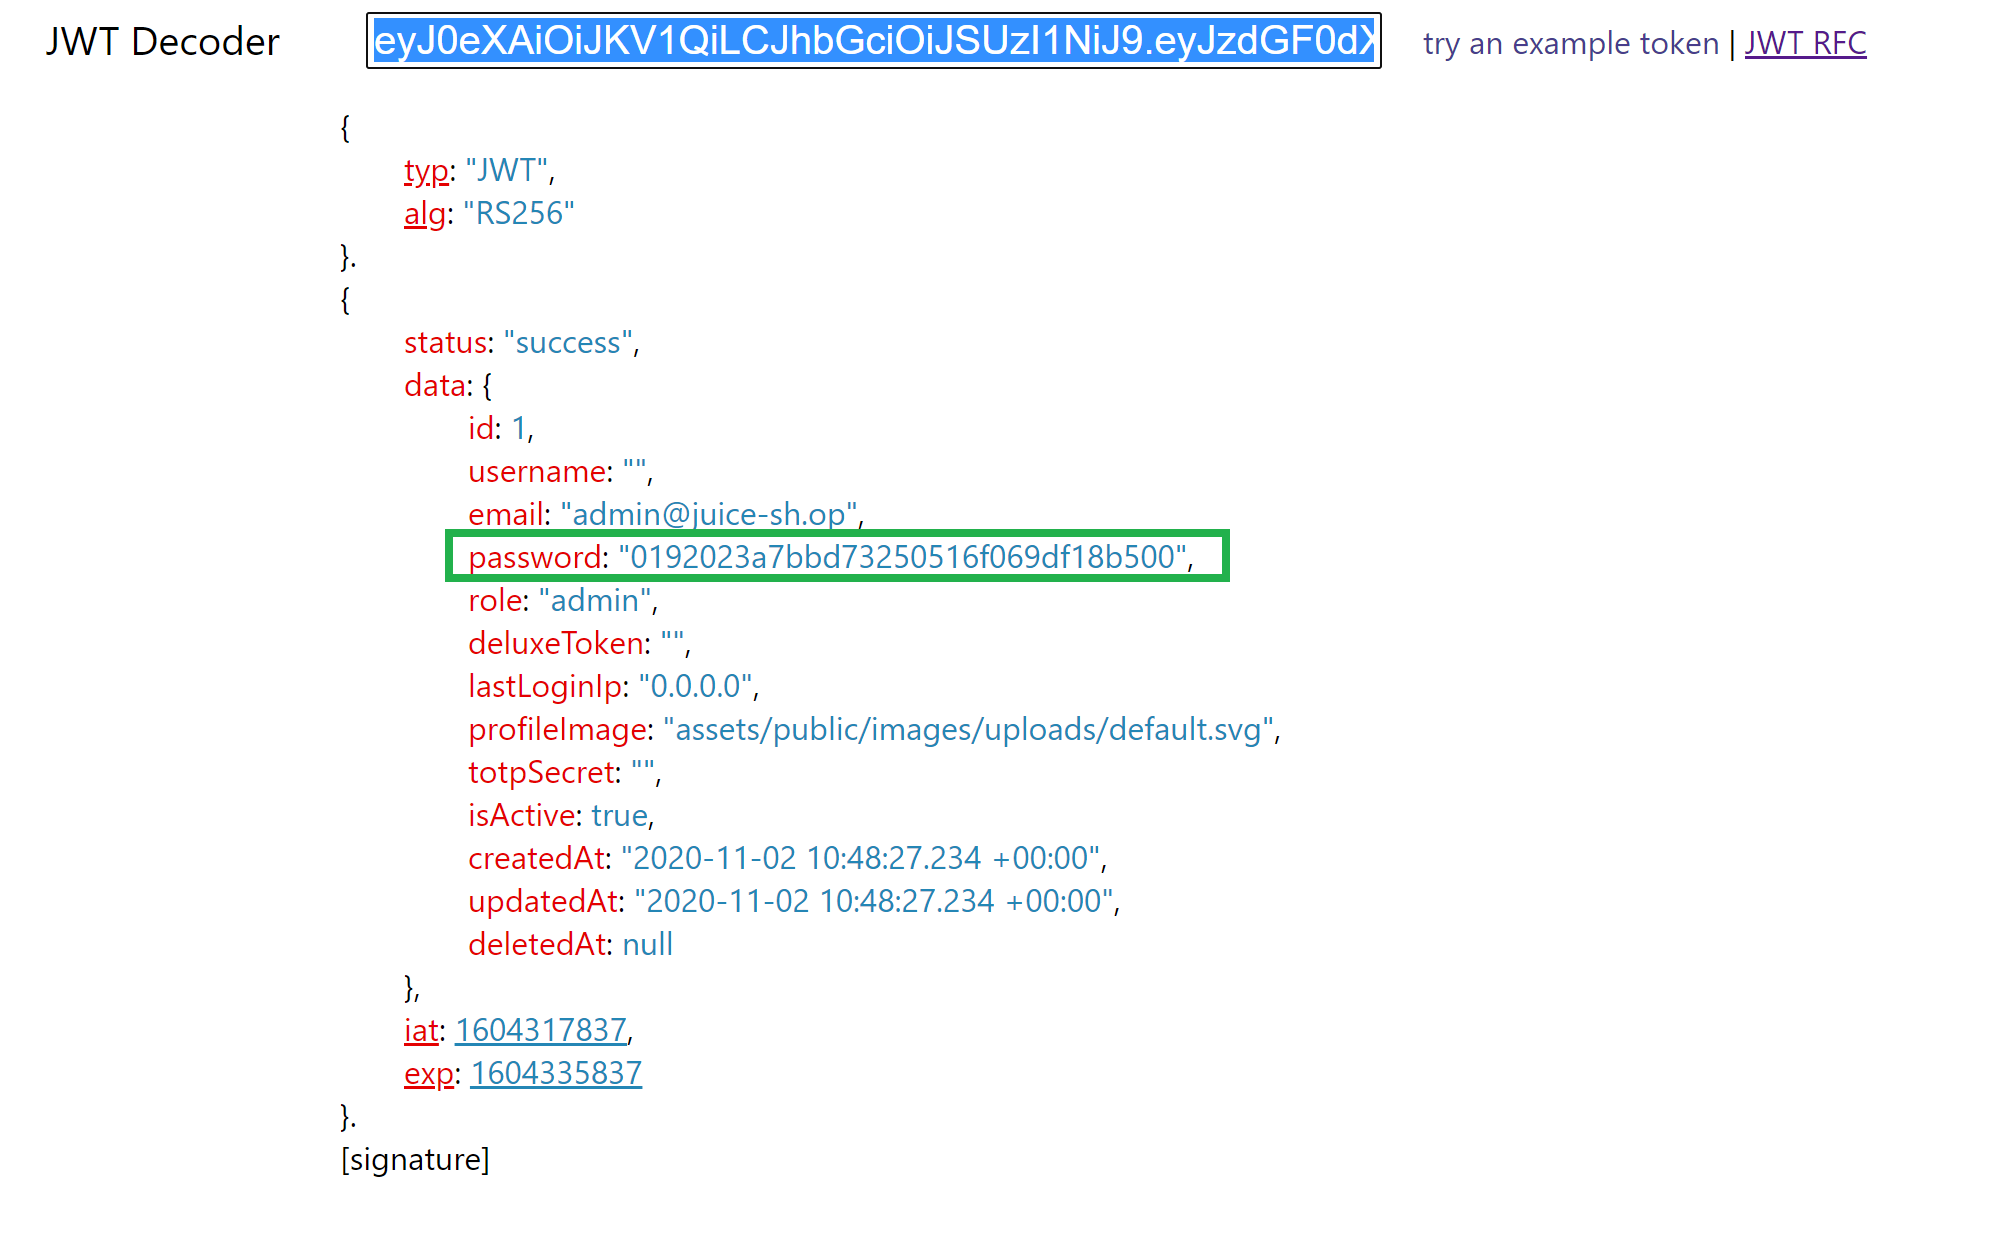 JWT Decoder eyJ0eXAiOiJKV1QiLCJhbGciOiJSUzI1NiJ9.eyJzdGF0dX try an example token | JWT RFC
{
typ: "JWT",
alg: "RS256"
}.
{
status: "success",
data: {
id: 1,
username: "",
email: "admin@juice-sh.op",
password: "0192023a7bbd73250516f069df18b500",
role: "admin",
deluxeToken: "",
lastLoginIp: "0.0.0.0",
profileImage: "assets/public/images/uploads/default.svg",
totpSecret: "",
isActive: true,
createdAt: "2020-11-02 10:48:27.234 +00:00",
updatedAt: "2020-11-02 10:48:27.234 +00:00",
deletedAt: null
},
iat: 1604317837,
exp: 1604335837
}.
[signature]